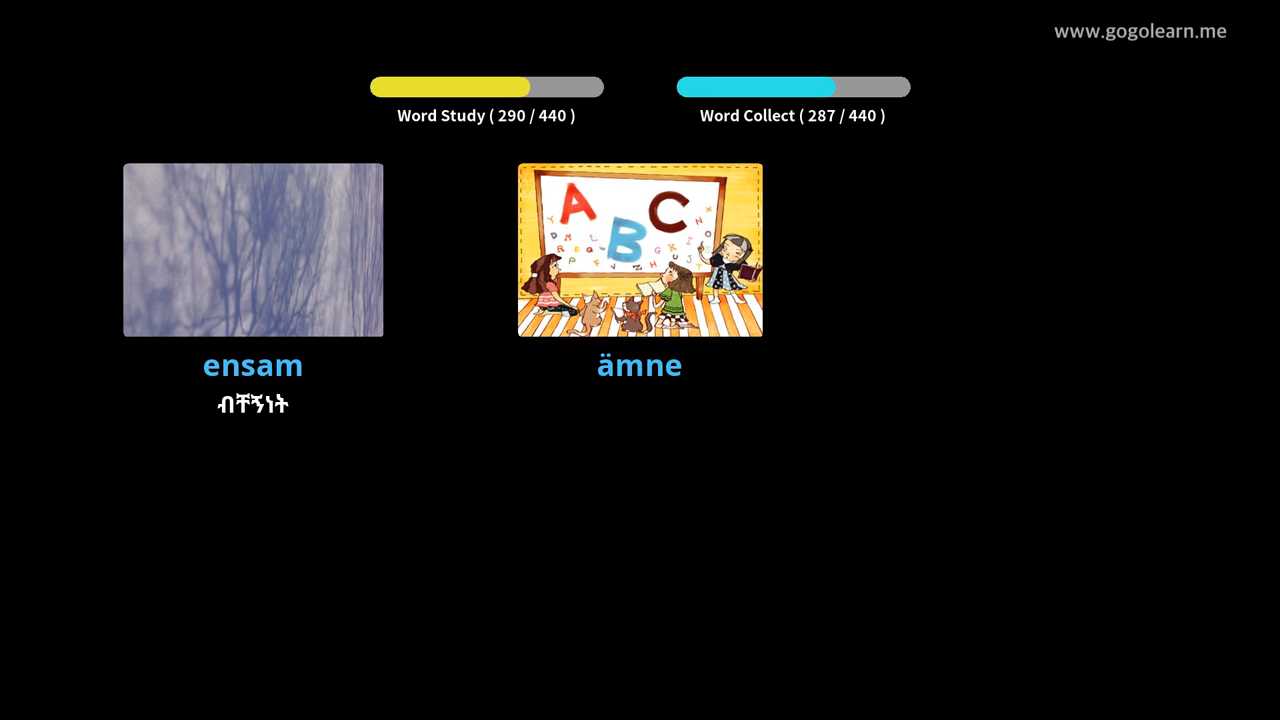 www.gogolearn.me
Word Study ( 290 / 440 )
Word Collect ( 287 / 440 )
A B C
ensam
ብቸኝነት
ämne